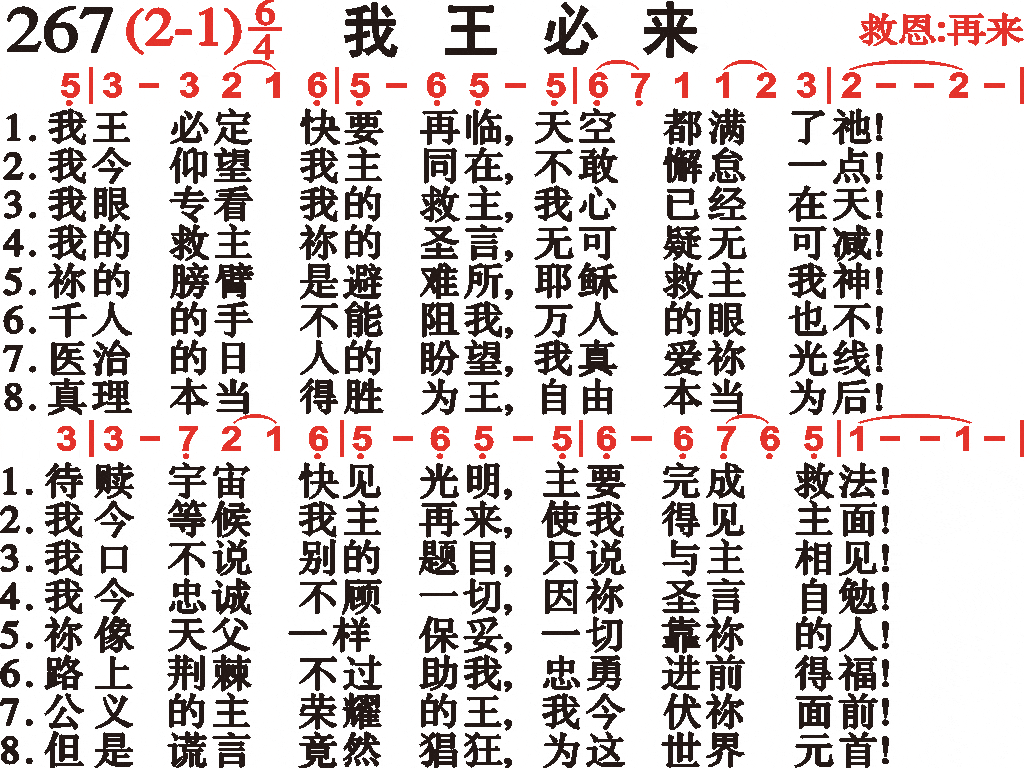 267 (2-1) 6/4 我王必来 救恩:再来
5|3 - 3 2 1 6|5 - 6 5 - 5|6 7 1 1 2 3|2 - - 2 -|
1.我王 必定 快要 再临,天空 都满 了祂!
2.我今 仰望 我主 同在,不敢 懈怠 一点!
3.我眼 专看 我的 救主,我心 已经 在天!
4.我的 救主 祢的 圣言,无可 疑无 可减!
5.祢的 膀臂 是避 难所,耶稣 救主 我神!
6.千人 的手 不能 阻我,万人 的眼 也不!
7.医治 的日 人的 盼望,我真 爱祢 光线!
8.真理 本当 得胜 为王,自由 本当 为后!
3|3 - 7 2 1 6|5 - 6 5 - 5|6 - 6 7 6 5|1 - - 1 -|
1.待赎 宇宙 快见 光明,主要 完成 救法!
2.我今 等候 我主 再来,使我 得见 主面!
3.我口 不说 别的 题目,只说 与主 相见!
4.我今 忠诚 不顾 一切,因祢 圣言 自勉!
5.祢像 天父 一样 保妥,一切 靠祢 的人!
6.路上 荆棘 不过 助我,忠勇 进前 得福!
7.公义 的主 荣耀 的王,我今 伏祢 面前!
8.但是 谎言 竟然 猖狂,为这 世界 元首!